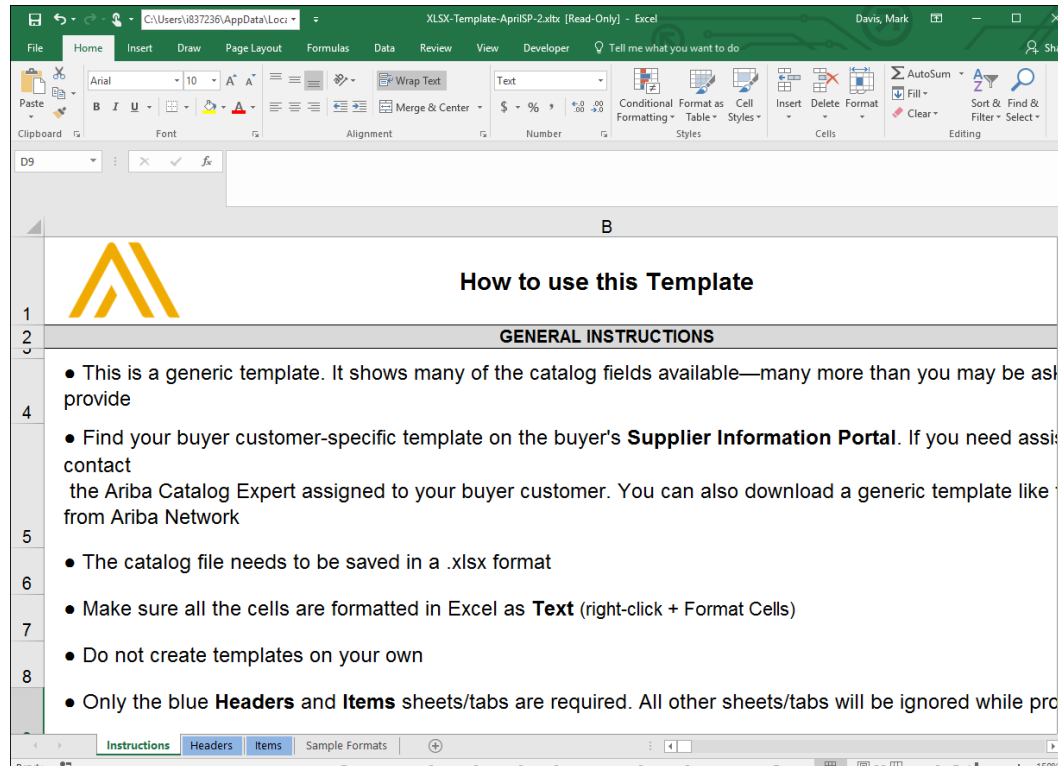 C:\Users\i837236\AppData\Loca
XLSX-Template-AprilSP-2.xltx [Read-Only] - Excel
Davis, Mark
File Home Insert Draw Page Layout Formulas Data Review View Developer Tell me what you want to do
Arial 10 A A Wrap Text Text AutoSum
Paste Fill
B I U A Merge & Center $ % , Conditional Format as Cell Insert Delete Format Clear Sort & Find &
Formatting Table Styles Filter Select
Clipboard Font Alignment Number Styles Cells Editing
D9 fx
B
1 How to use this Template
2 GENERAL INSTRUCTIONS
● This is a generic template. It shows many of the catalog fields available—many more than you may be
4 provide
● Find your buyer customer-specific template on the buyer's Supplier Information Portal. If you need
contact
the Ariba Catalog Expert assigned to your buyer customer. You can also download a generic template like
5 from Ariba Network
6 ● The catalog file needs to be saved in a .xlsx format
7 ● Make sure all the cells are formatted in Excel as Text (right-click + Format Cells)
8 ● Do not create templates on your own
● Only the blue Headers and Items sheets/tabs are required. All other sheets/tabs will be ignored while
Instructions Headers Items Sample Formats